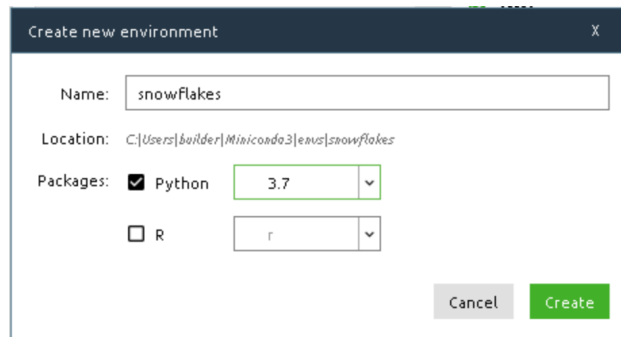 Create new environment X
Name: snowflakes
Location: C:\Users\builder\Miniconda3\envs\snowflakes
Packages: Python 3.7
R r
Cancel Create